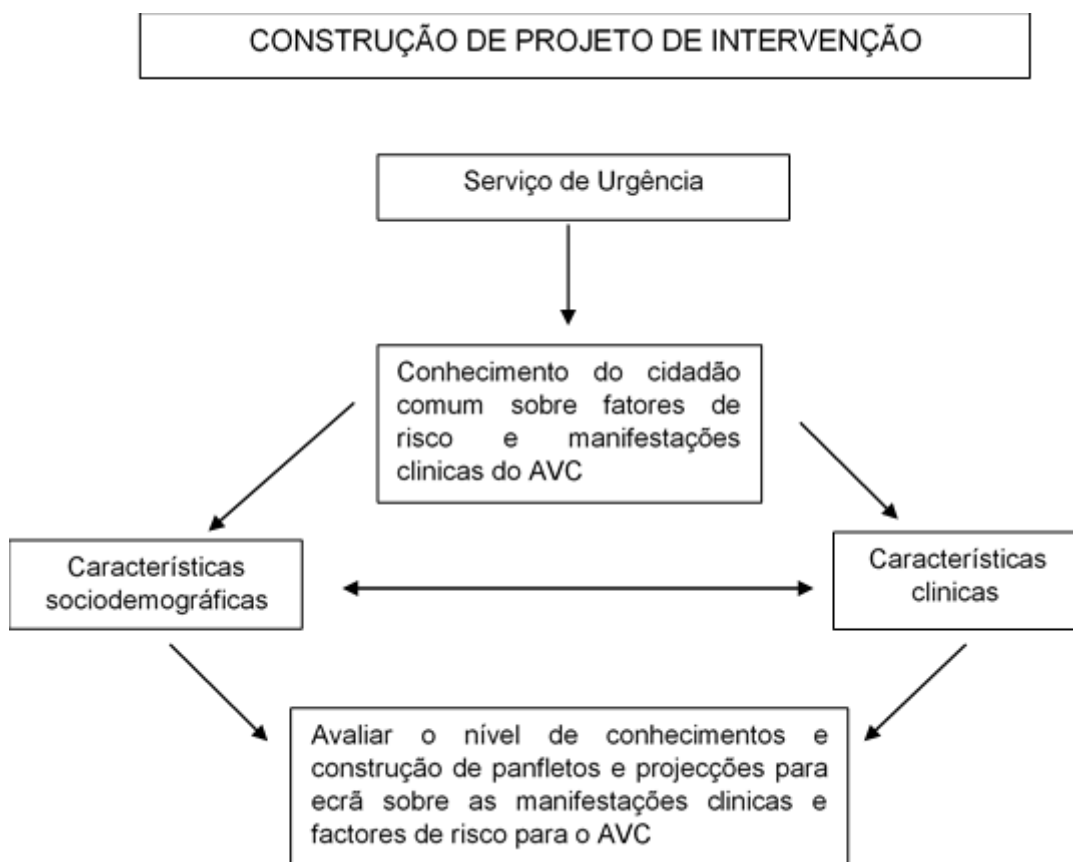 CONSTRUÇÃO DE PROJETO DE INTERVENÇÃO
Serviço de Urgência
Conhecimento do cidadão
comum sobre fatores de
risco e manifestações
clinicas do AVC
Características
sociodemográficas
Características
clinicas
Avaliar o nível de conhecimentos e
construção de panfletos e projecções para
ecrã sobre as manifestações clinicas e
factores de risco para o AVC